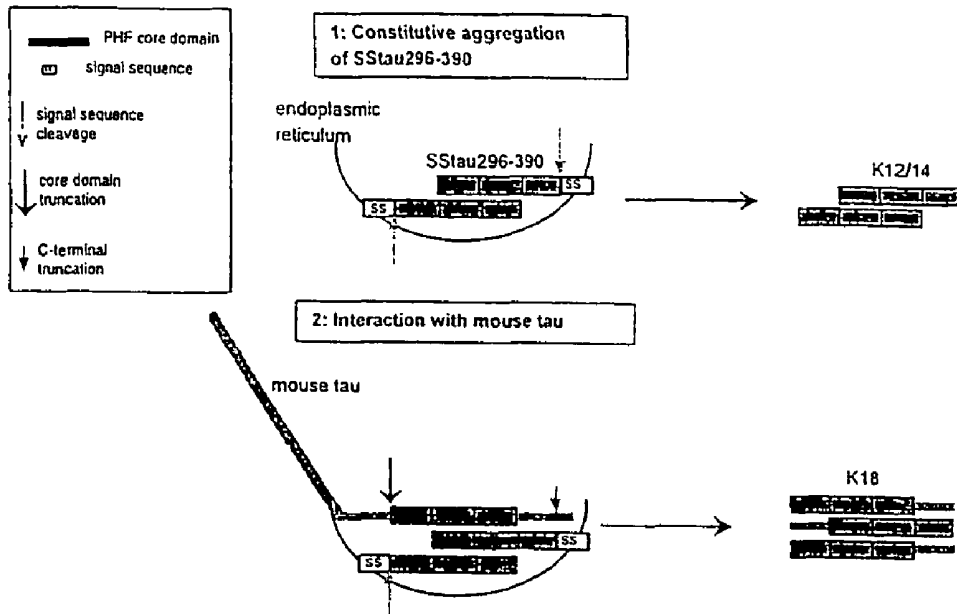 PHF core domain
signal sequence
signal sequence
cleavage
core domain
truncation
C-terminal
truncation
1: Constitutive aggregation
of SStau296-390
endoplasmic
reticulum
SStau296-390
SS
SS
K12/14
2: Interaction with mouse tau
mouse tau
SS
SS
K18